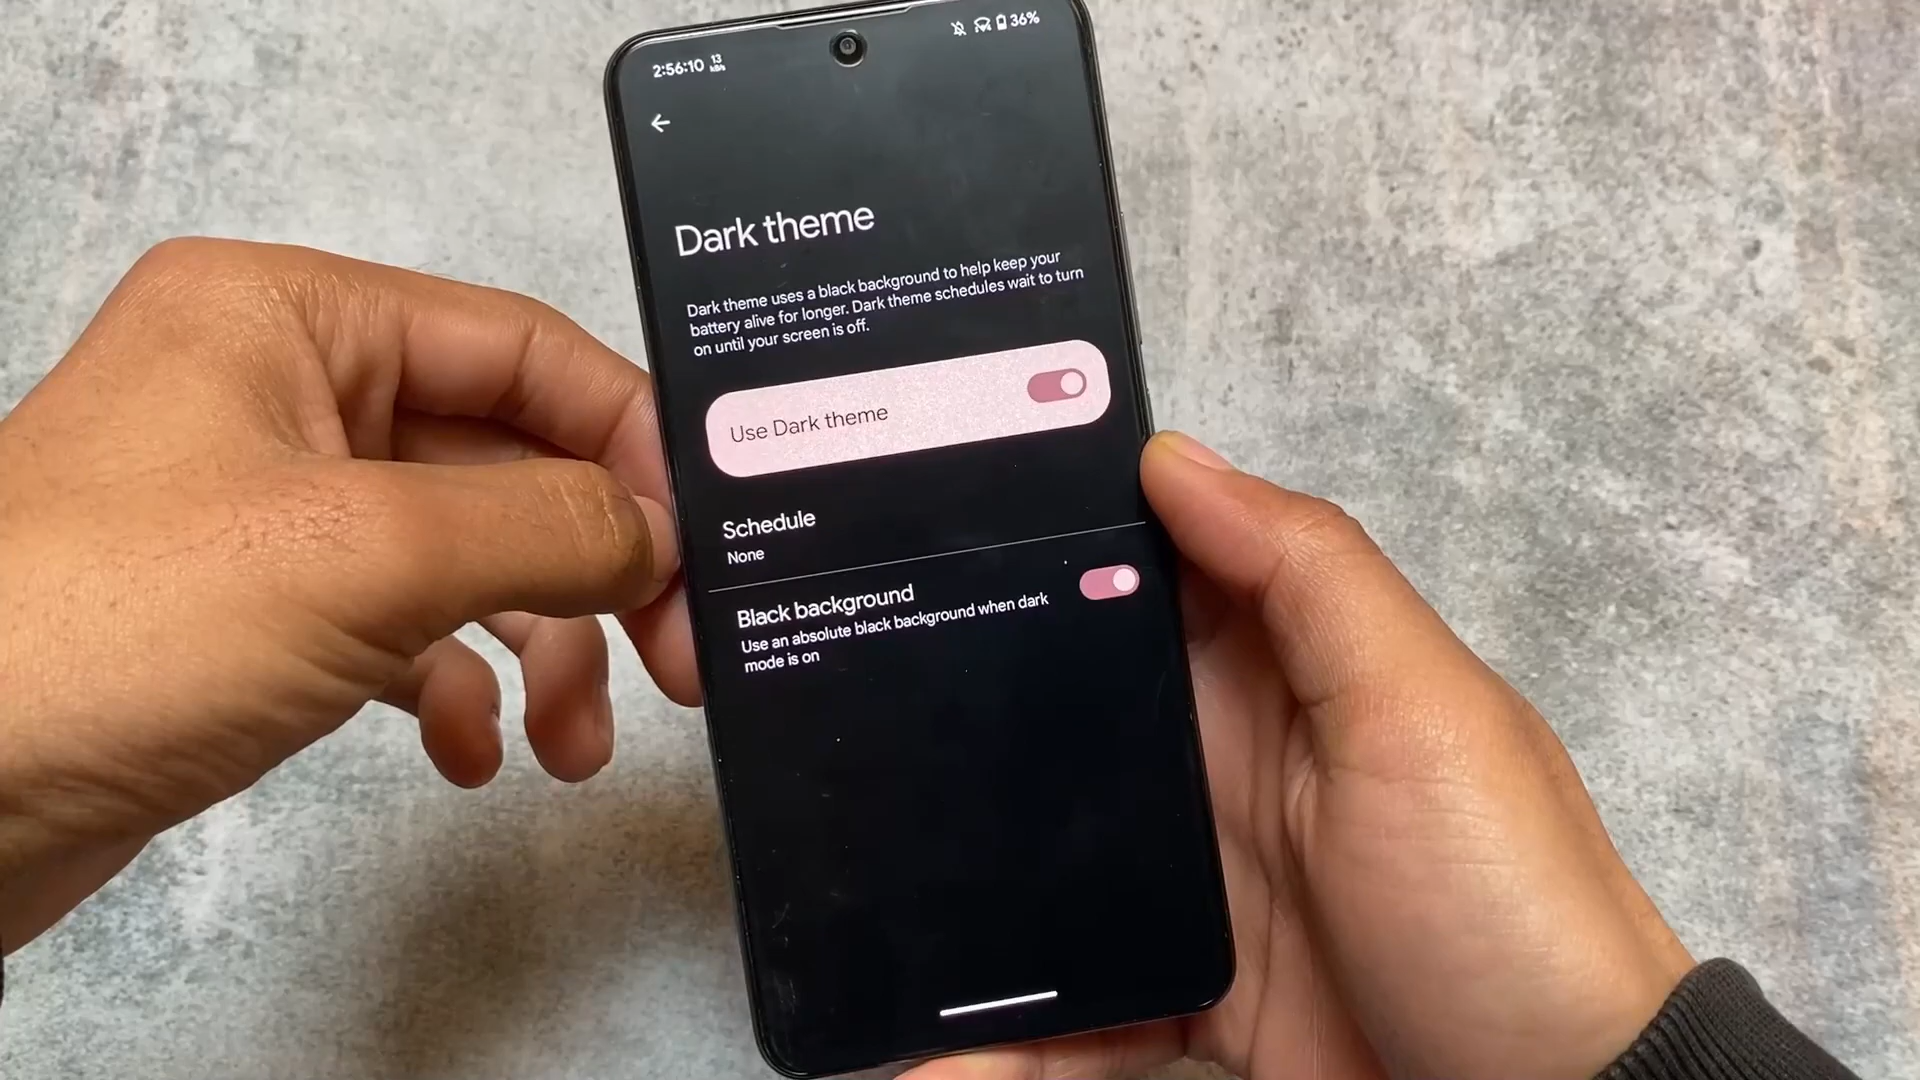 2:56:10 13 kB/s
36%
Dark theme
Dark theme uses a black background to help keep your
battery alive for longer. Dark theme schedules wait to turn
on until your screen is off.
Use Dark theme
Schedule
None
Black background
Use an absolute black background when dark
mode is on